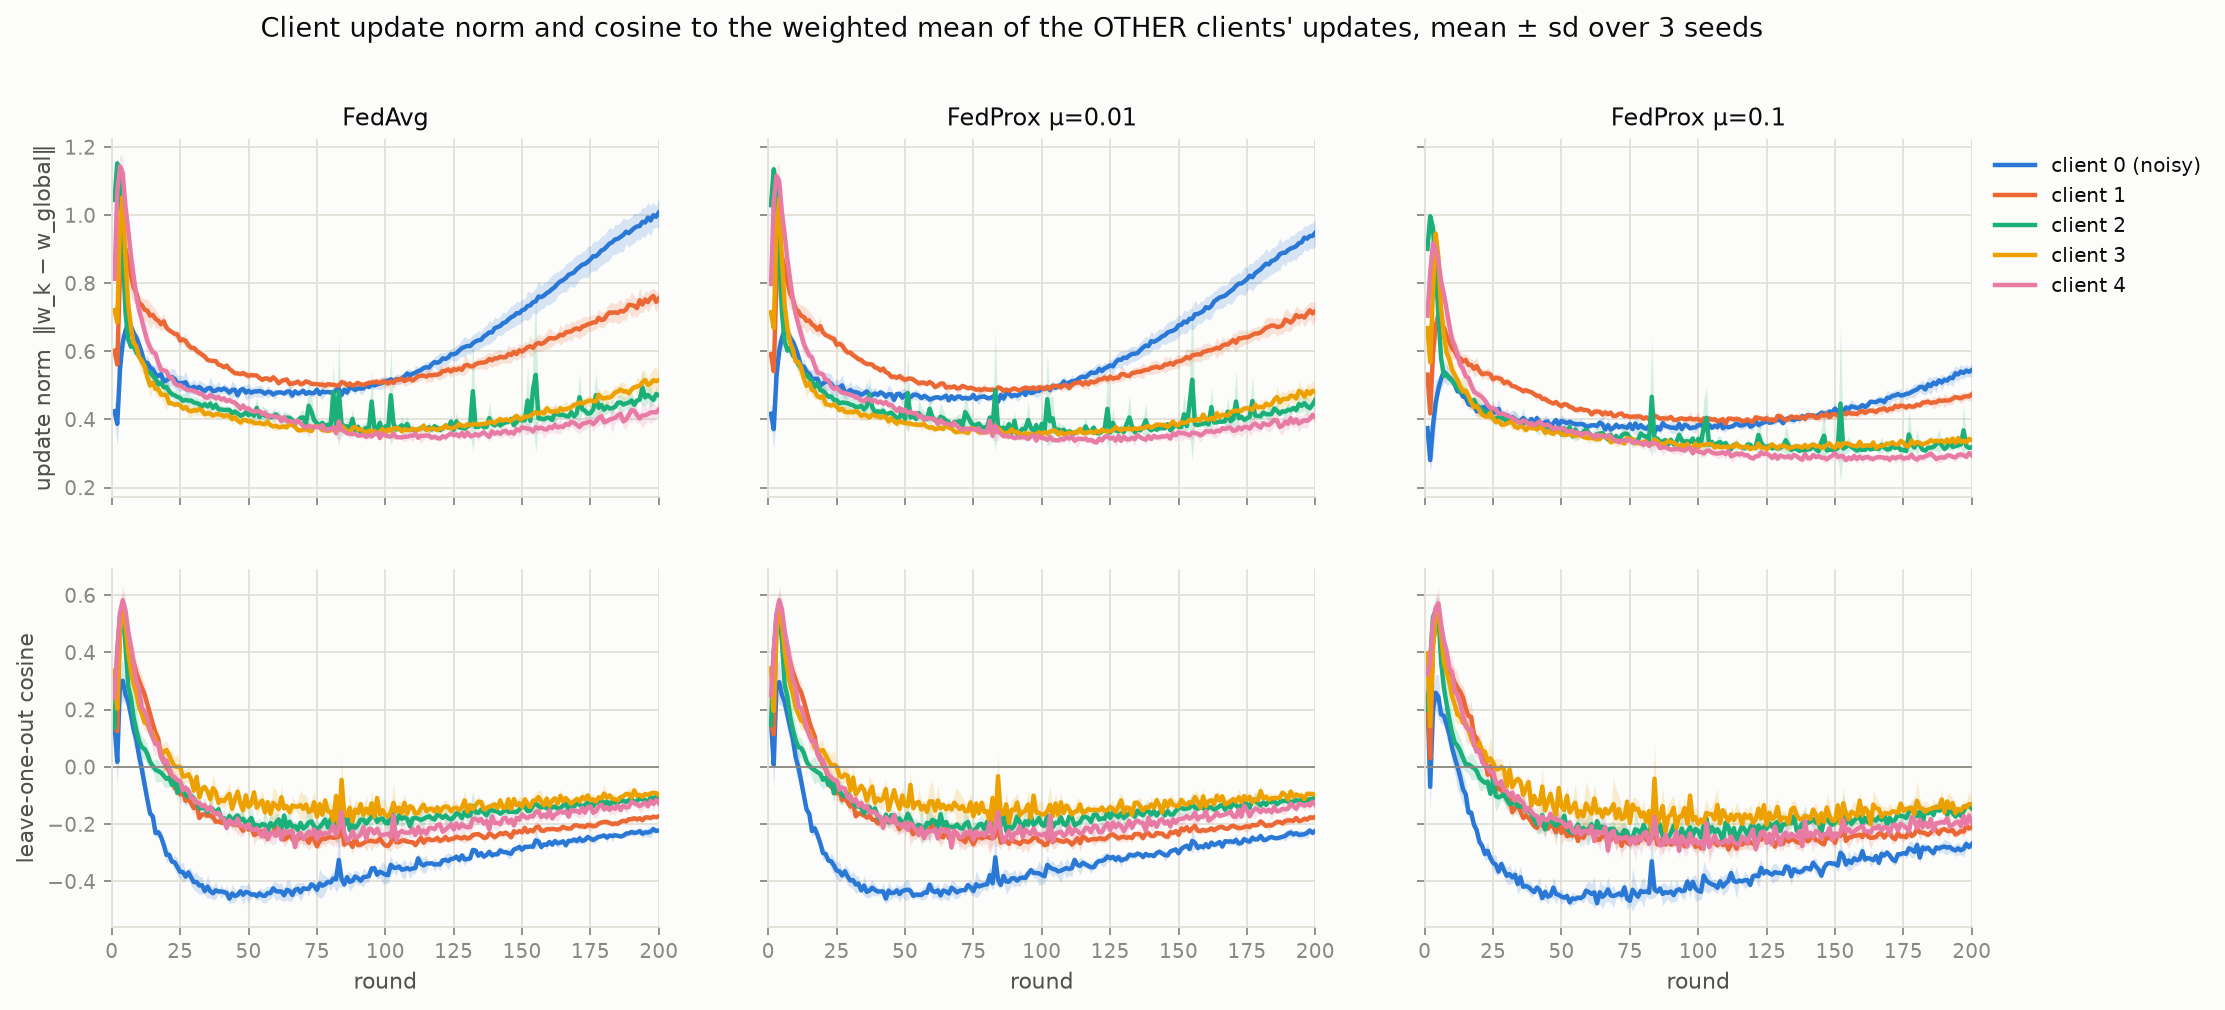 Client update norm and cosine to the weighted mean of the OTHER clients' updates, mean ± sd over 3 seeds
FedAvg
FedProx μ=0.01
FedProx μ=0.1
update norm ‖w_k − w_global‖
1.2
1.0
0.8
0.6
0.4
0.2
client 0 (noisy)
client 1
client 2
client 3
client 4
leave-one-out cosine
0.6
0.4
0.2
0.0
−0.2
−0.4
0 25 50 75 100 125 150 175 200
0 25 50 75 100 125 150 175 200
0 25 50 75 100 125 150 175 200
round
round
round